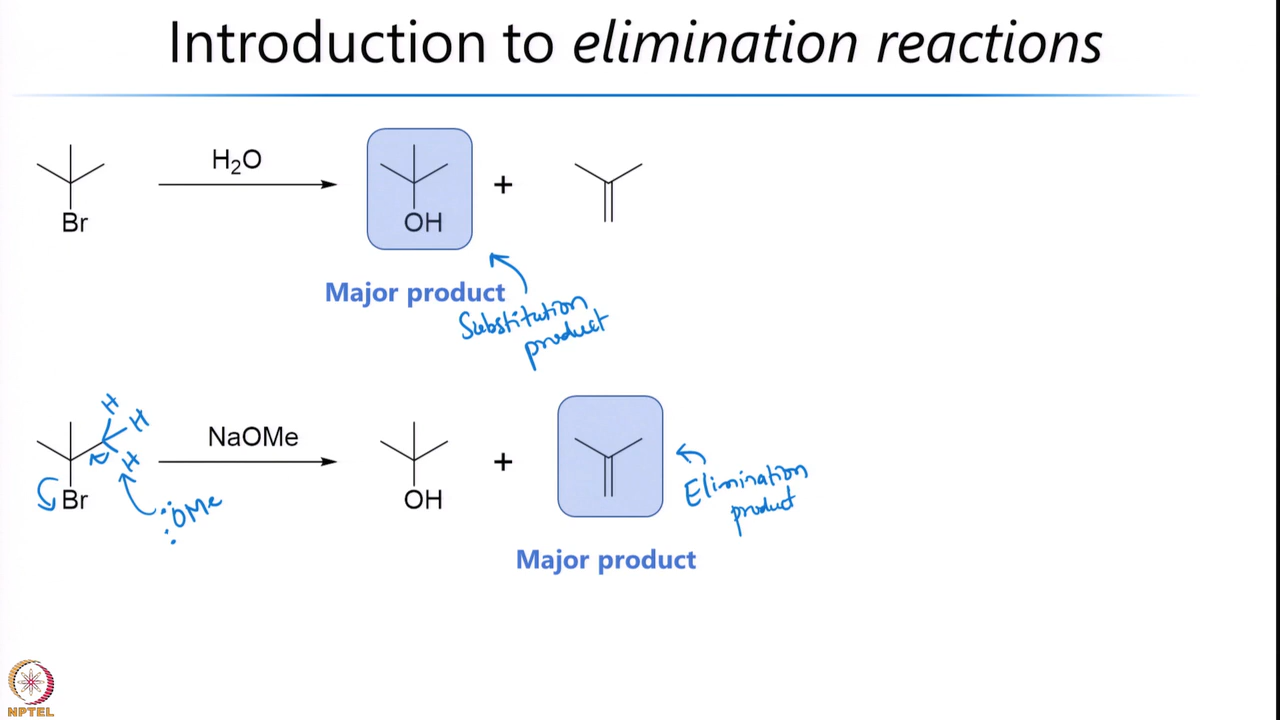 Introduction to elimination reactions
H₂O
Br
OH
+
Major product
Substitution
product
H
H
H
NaOMe
Br
:ÖMe
OH
+
Elimination
product
Major product
NPTEL